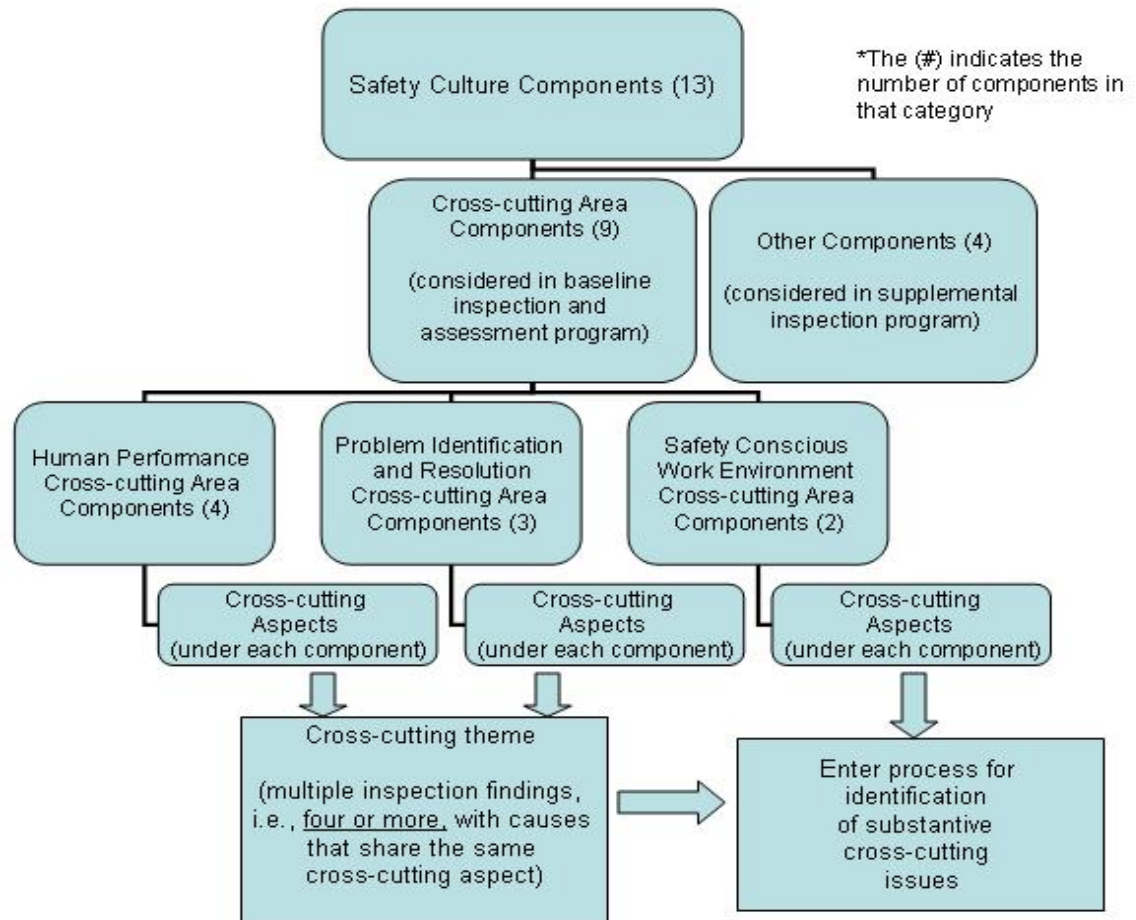 Safety Culture Components (13)
*The (#) indicates the
number of components in
that category
Cross-cutting Area
Components (9)
(considered in baseline
inspection and
assessment program)
Other Components (4)
(considered in supplemental
inspection program)
Human Performance
Cross-cutting Area
Components (4)
Problem Identification
and Resolution
Cross-cutting Area
Components (3)
Safety Conscious
Work Environment
Cross-cutting Area
Components (2)
Cross-cutting
Aspects
(under each component)
Cross-cutting
Aspects
(under each component)
Cross-cutting
Aspects
(under each component)
Cross-cutting theme
(multiple inspection findings,
i.e., four or more, with causes
that share the same
cross-cutting aspect)
Enter process for
identification
of substantive
cross-cutting
issues